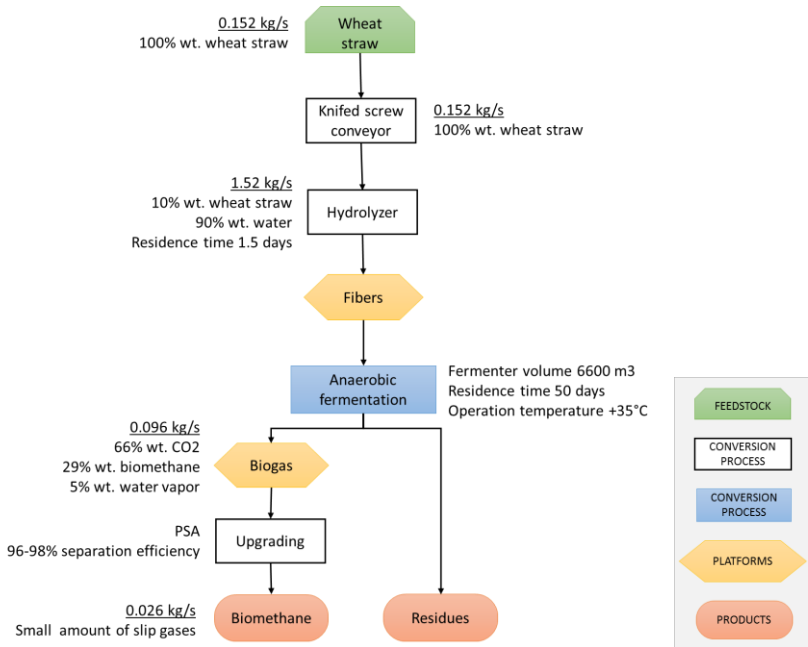 0.152 kg/s
100% wt. wheat straw
Wheat
straw
Knifed screw
conveyor
0.152 kg/s
100% wt. wheat straw
1.52 kg/s
10% wt. wheat straw
90% wt. water
Residence time 1.5 days
Hydrolyzer
Fibers
Anaerobic
fermentation
Fermenter volume 6600 m3
Residence time 50 days
Operation temperature +35°C
0.096 kg/s
66% wt. CO2
29% wt. biomethane
5% wt. water vapor
Biogas
PSA
96-98% separation efficiency
Upgrading
0.026 kg/s
Small amount of slip gases
Biomethane
Residues
FEEDSTOCK
CONVERSION
PROCESS
CONVERSION
PROCESS
PLATFORMS
PRODUCTS